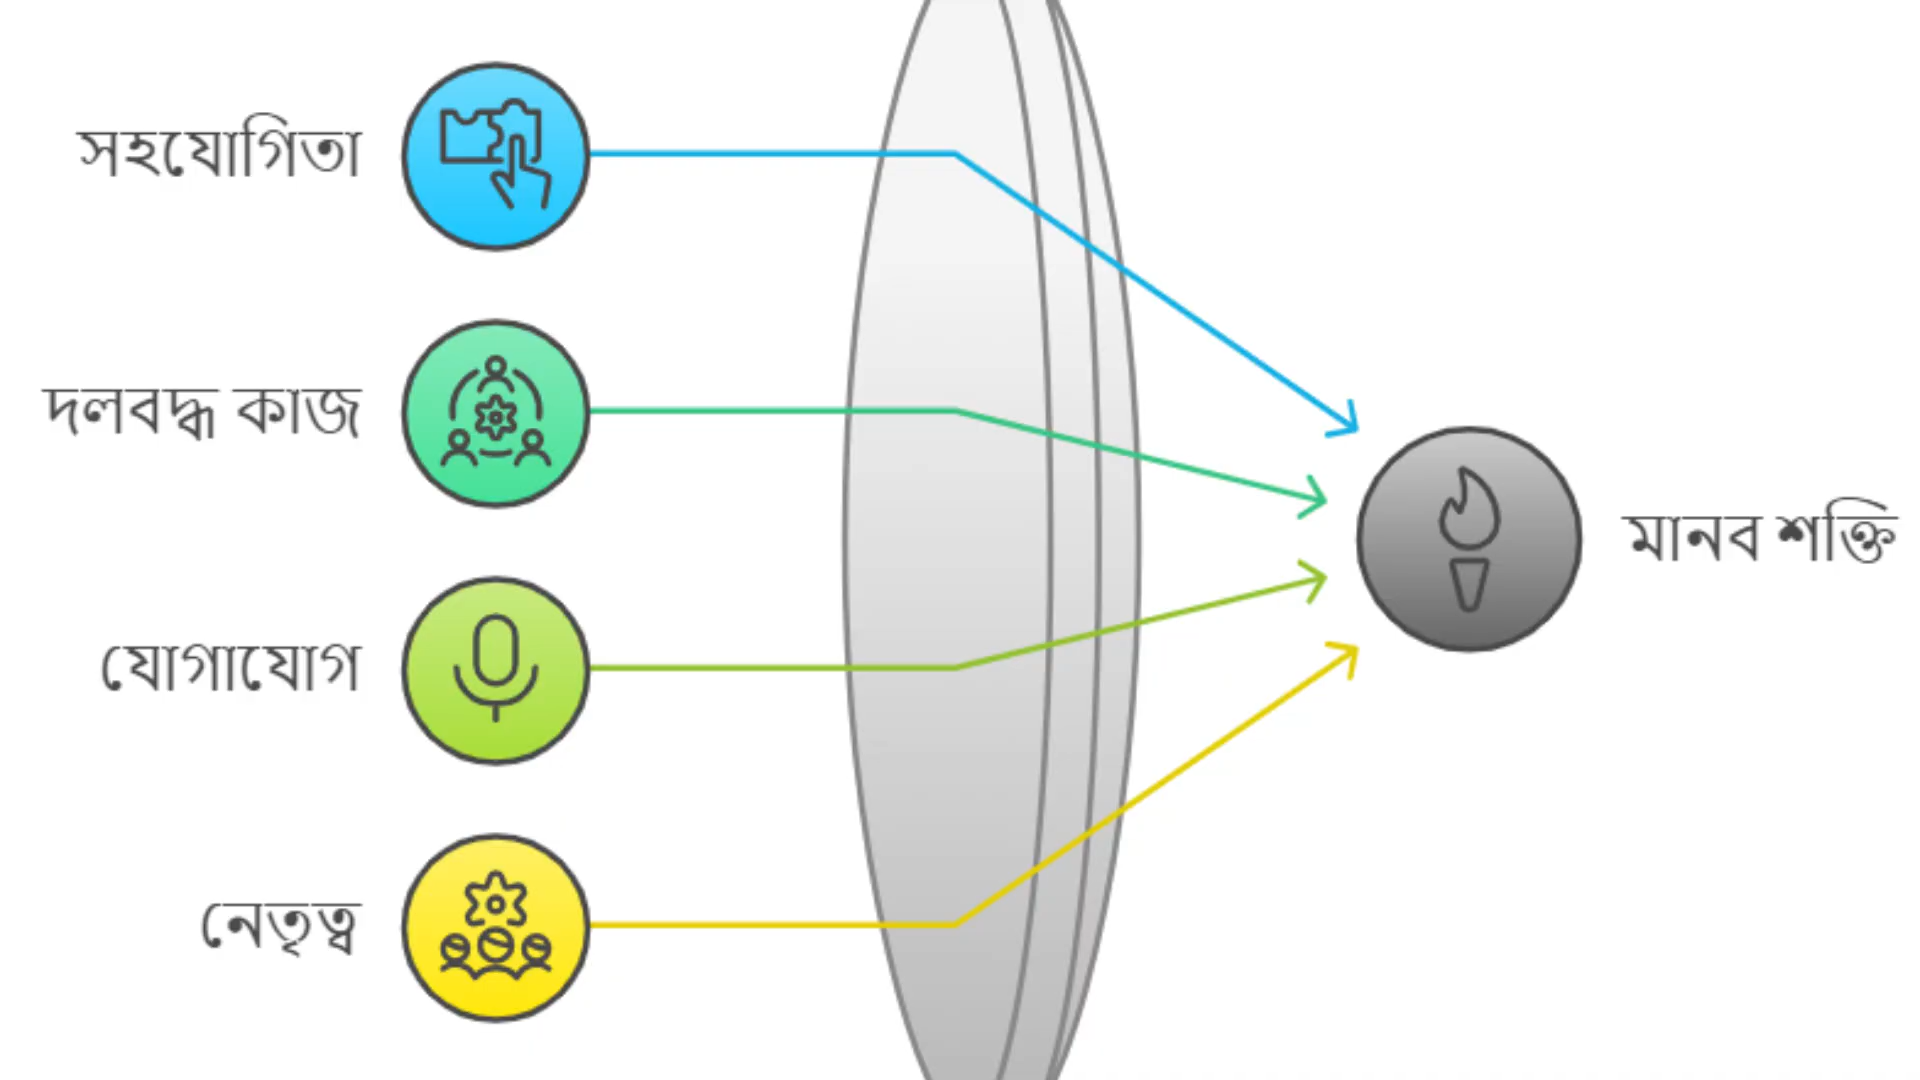 সহযোগিতা
দলবদ্ধ কাজ
যোগাযোগ
নেতৃত্ব
মানব শক্তি